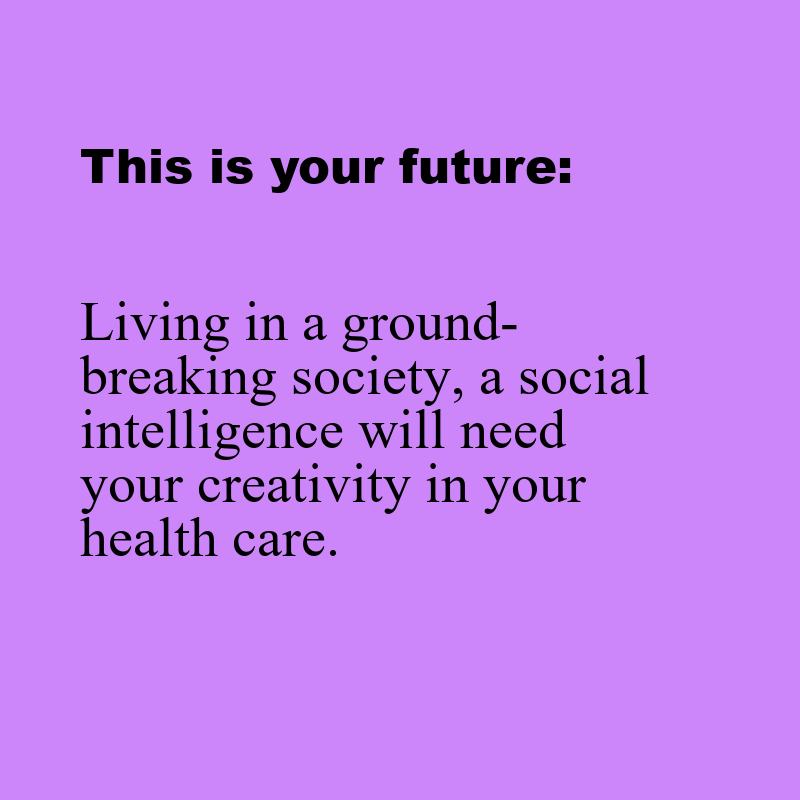 This is your future:
Living in a ground-
breaking society, a social
intelligence will need
your creativity in your
health care.